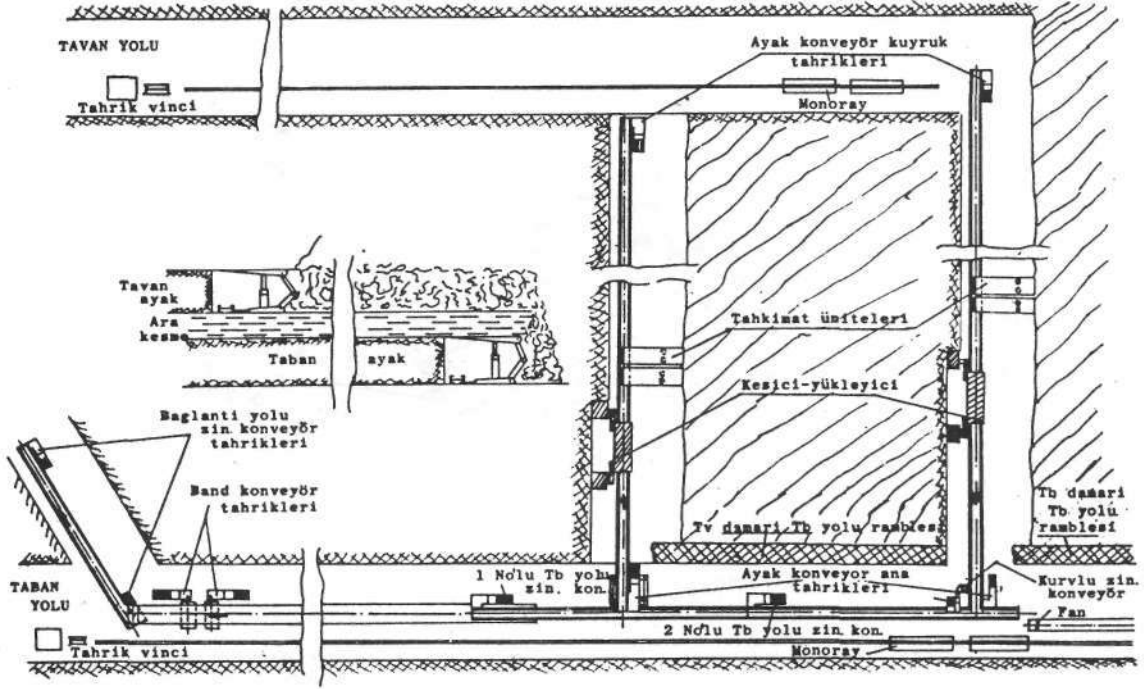 TAVAN YOLU
Tahrik vinci
Ayak konveyör kuyruk
tahrikleri
Monoray
Tavan
ayak
Ara
kesme
Taban ayak
Tahkimat üniteleri
Kesici-yükleyici
Baglanti yolu
zin. konveyör
tahrikleri
Band konveyör
tahrikleri
Tv damari Tb yolu ramblesi
Tb damari
Tb yolu
ramblesi
TABAN
YOLU
1 No'lu Tb yolu
zin. kon.
Ayak konveyor ana
tahrikleri
Kurvlu zin.
konveyör
Fan
2 No'lu Tb yolu zin. kon.
Tahrik vinci
Monoray